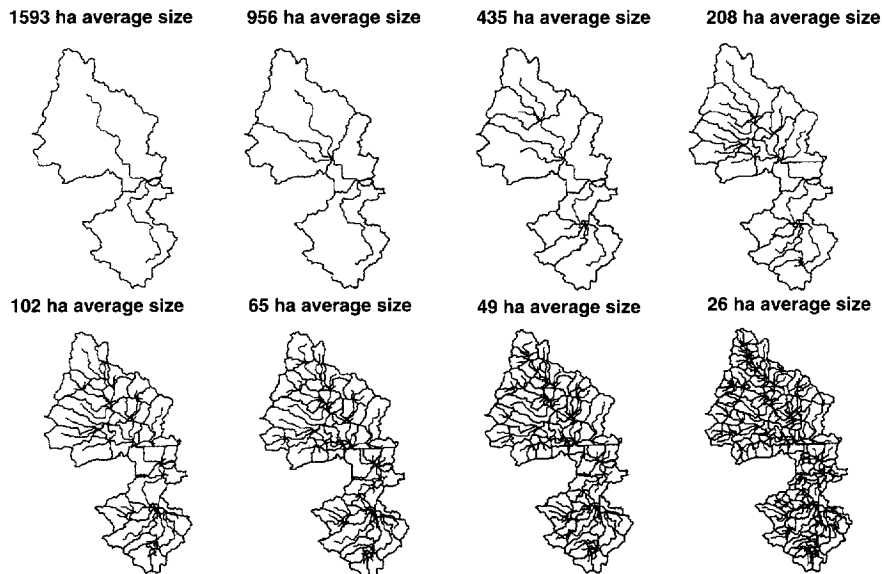 1593 ha average size
956 ha average size
435 ha average size
208 ha average size
102 ha average size
65 ha average size
49 ha average size
26 ha average size